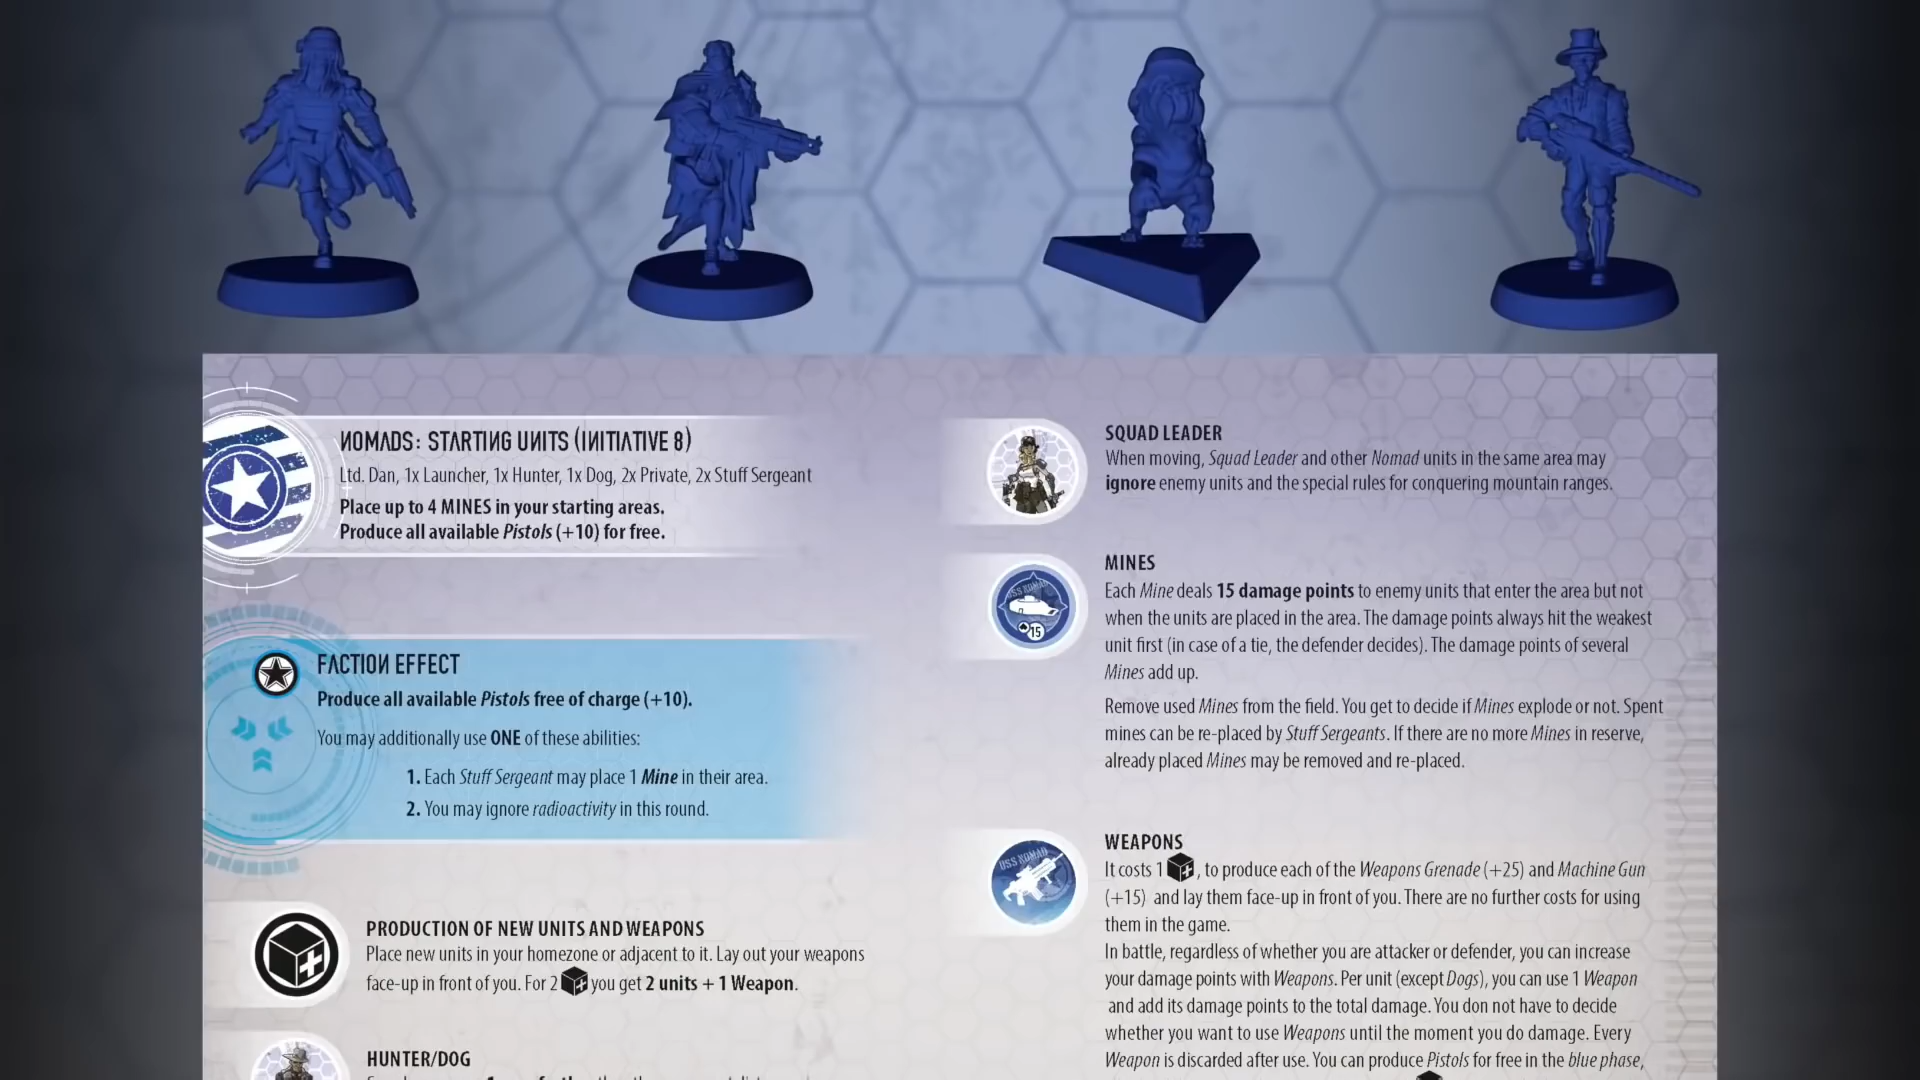 NOMADS: STARTING UNITS (INITIATIVE 8)
Ltd. Dan, 1x Launcher, 1x Hunter, 1x Dog, 2x Private, 2x Stuff Sergeant
Place up to 4 MINES in your starting areas.
Produce all available Pistols (+10) for free.
FACTION EFFECT
Produce all available Pistols free of charge (+10).
You may additionally use ONE of these abilities:
1. Each Stuff Sergeant may place 1 Mine in their area.
2. You may ignore radioactivity in this round.
PRODUCTION OF NEW UNITS AND WEAPONS
Place new units in your homezone or adjacent to it. Lay out your weapons
face-up in front of you. For 2 you get 2 units + 1 Weapon.
HUNTER/DOG
SQUAD LEADER
When moving, Squad Leader and other Nomad units in the same area may
ignore enemy units and the special rules for conquering mountain ranges.
USS NOMAD
15
MINES
Each Mine deals 15 damage points to enemy units that enter the area but not
when the units are placed in the area. The damage points always hit the weakest
unit first (in case of a tie, the defender decides). The damage points of several
Mines add up.
Remove used Mines from the field. You get to decide if Mines explode or not. Spent
mines can be re-placed by Stuff Sergeants. If there are no more Mines in reserve,
already placed Mines may be removed and re-placed.
USS NOMAD
WEAPONS
It costs 1 , to produce each of the Weapons Grenade (+25) and Machine Gun
(+15) and lay them face-up in front of you. There are no further costs for using
them in the game.
In battle, regardless of whether you are attacker or defender, you can increase
your damage points with Weapons. Per unit (except Dogs), you can use 1 Weapon
and add its damage points to the total damage. You don not have to decide
whether you want to use Weapons until the moment you do damage. Every
Weapon is discarded after use. You can produce Pistols for free in the blue phase,